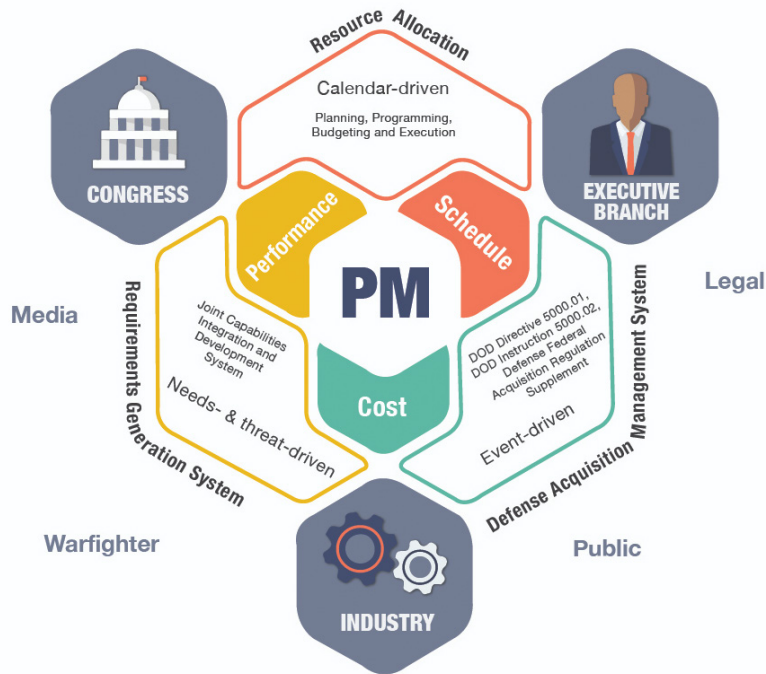 Resource Allocation
Calendar-driven
Planning, Programming,
Budgeting and Execution
CONGRESS
EXECUTIVE
BRANCH
Performance
Schedule
PM
Cost
Media
Legal
Requirements Generation System
Joint Capabilities
Integration and
Development
System
Needs- & threat-driven
DOD Directive 5000.01,
DOD Instruction 5000.02,
Defense Federal
Acquisition Regulation
Supplement
Event-driven
Defense Acquisition Management System
Warfighter
Public
INDUSTRY